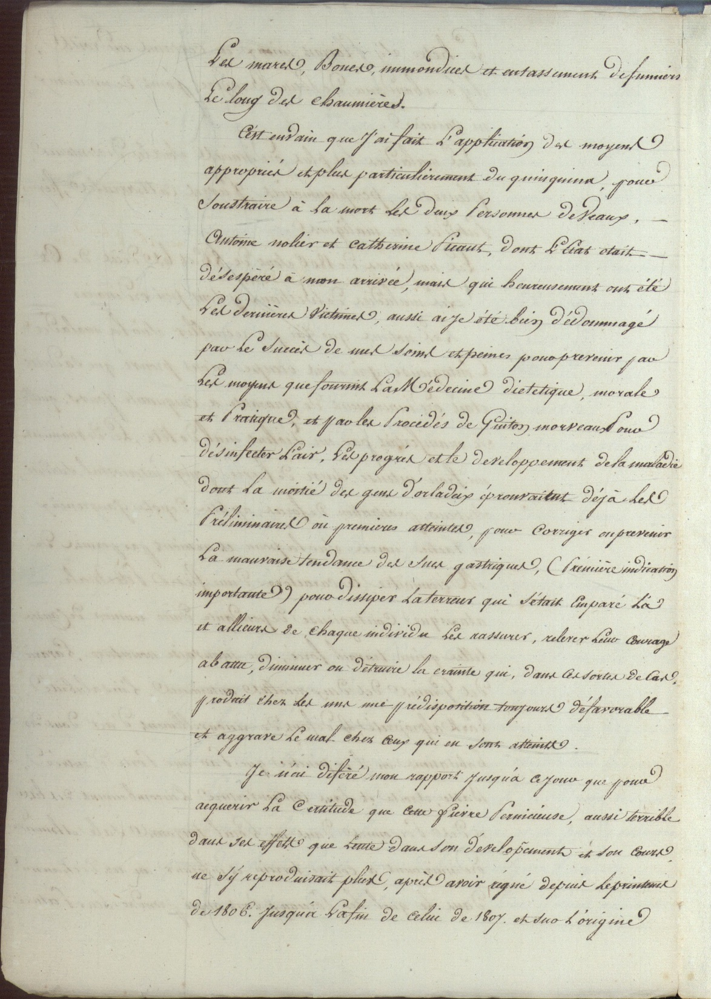 Les mares, Boues, immondices et entassement de fumiers
Le long des chaumières.
C'est en vain que J'ai fait L'application des moyens
appropriés et plus particulièrement du quinquina, pour
Soustraire à La mort Les deux Personnes de Veaux,
Antoine nolier et Catherine Picaut, dont L'Etat était
désespéré à mon arrivée, mais qui heureusement ont été
Les dernières Victimes, aussi ai Je été bien dédommagé
par Le Succès de mes Soins et peines pour prevenir par
Les moyens que fournit La Médecine dietetique, morale
et Pratique, et par les Procédés de Guiton morveau Pour
désinfecter L'air, Les progrès et le developpement de la maladie
dont La moitié des gens d'orladeix éprouvaient déjà Les
Préliminaires où premieres atteintes, pour Corriger ou prevenir
La mauvaise tendance des Sucs gastriques, (Première indication
importante) pour dissiper La terreur qui s'était Emparé Là
et allieurs de chaque individu Les rassurer, relever Leur Courage
abattu, diminuer ou détruire la crainte qui, dans Ces sortes de Cas,
produit chez Les uns une prédisposition toujours défavorable
et aggrave Le mal chez Ceux qui en Sont atteints.
Je n'ai diféré mon rapport Jusqu'à ce Jour que pour
acquerir La Certitude que Cette fièvre Pernicieuse, aussi terrible
dans ses effets que Lente dans son dévelopement et son Cours,
ne S'y reproduisait plus, après avoir régné depuis Le printems
de 1806. Jusqu'à La fin de Celui de 1807. et sur L'origine